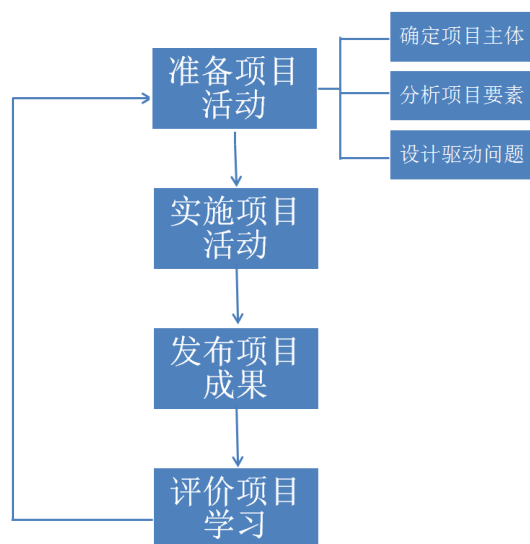 准备项目
活动
确定项目主体
分析项目要素
设计驱动问题
实施项目
活动
发布项目
成果
评价项目
学习